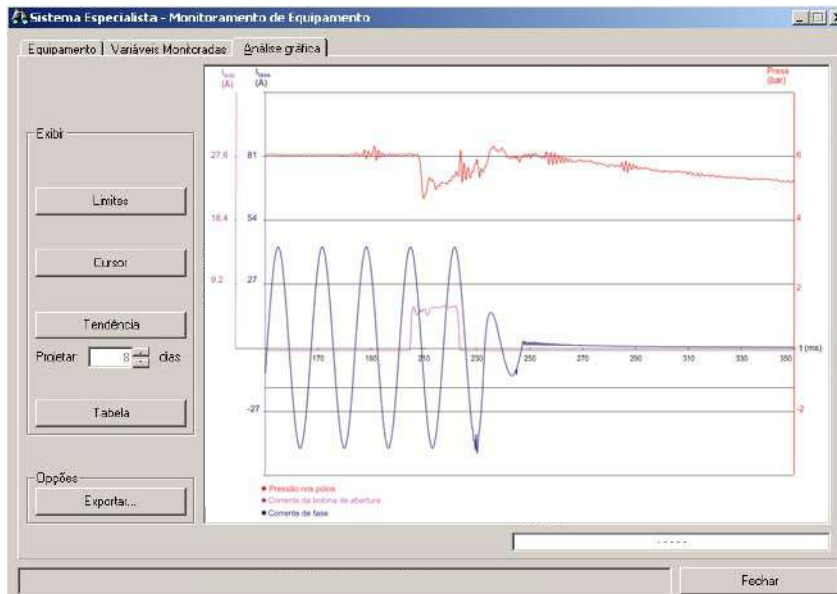 Sistema Especialista - Monitoramento de Equipamento
Equipamento Variáveis Monitoradas Análise gráfica
(A) (A)
Press
(bar)
Exibir
Limites
Cursor
Tendência
Projetar: 8 dias
Tabela
Opções
Exportar...
27.6 81 6
18.4 54 4
9.2 27 2
170 190 210 230 250 270 290 310 330 350 t (ms)
-27 -2
Pressão nos pólos
Corrente da bobina de abertura
Corrente de fase
-----
Fechar